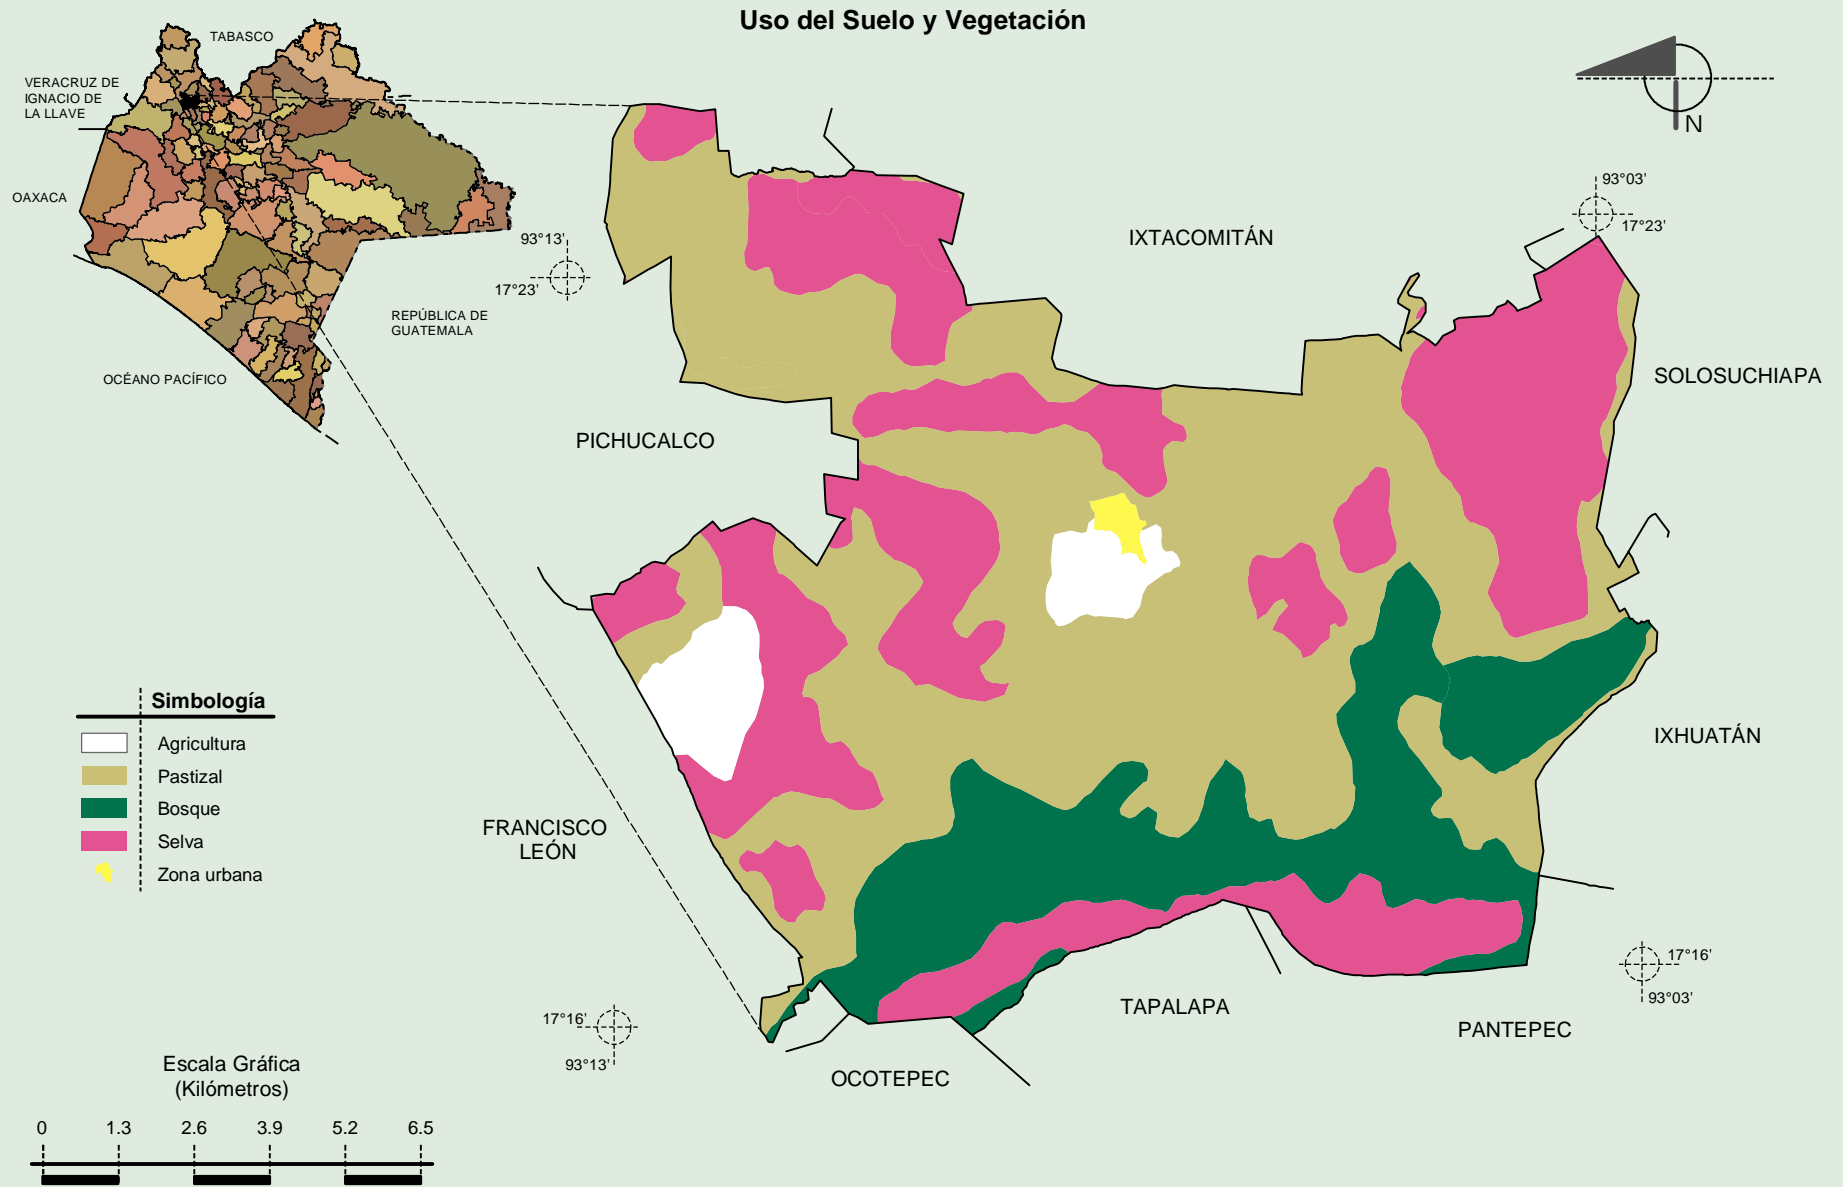 Uso del Suelo y Vegetación
TABASCO
VERACRUZ DE
IGNACIO DE
LA LLAVE
OAXACA
REPÚBLICA DE
GUATEMALA
OCÉANO PACÍFICO
N
93°03'
17°23'
93°13'
17°23'
IXTACOMITÁN
SOLOSUCHIAPA
PICHUCALCO
IXHUATÁN
FRANCISCO
LEÓN
TAPALAPA
PANTEPEC
OCOTEPEC
17°16'
93°03'
17°16'
93°13'
Simbología
Agricultura
Pastizal
Bosque
Selva
Zona urbana
Escala Gráfica
(Kilómetros)
0 1.3 2.6 3.9 5.2 6.5